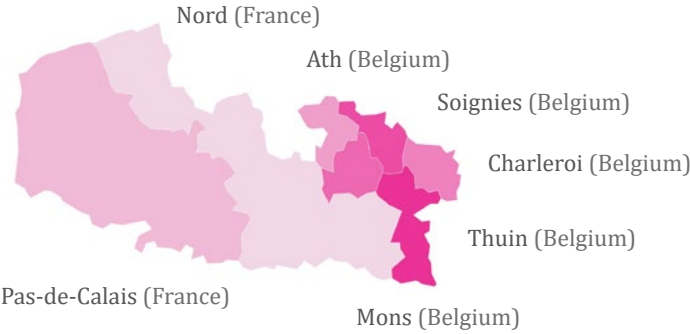 Nord (France)
Ath (Belgium)
Soignies (Belgium)
Charleroi (Belgium)
Thuin (Belgium)
Pas-de-Calais (France)
Mons (Belgium)